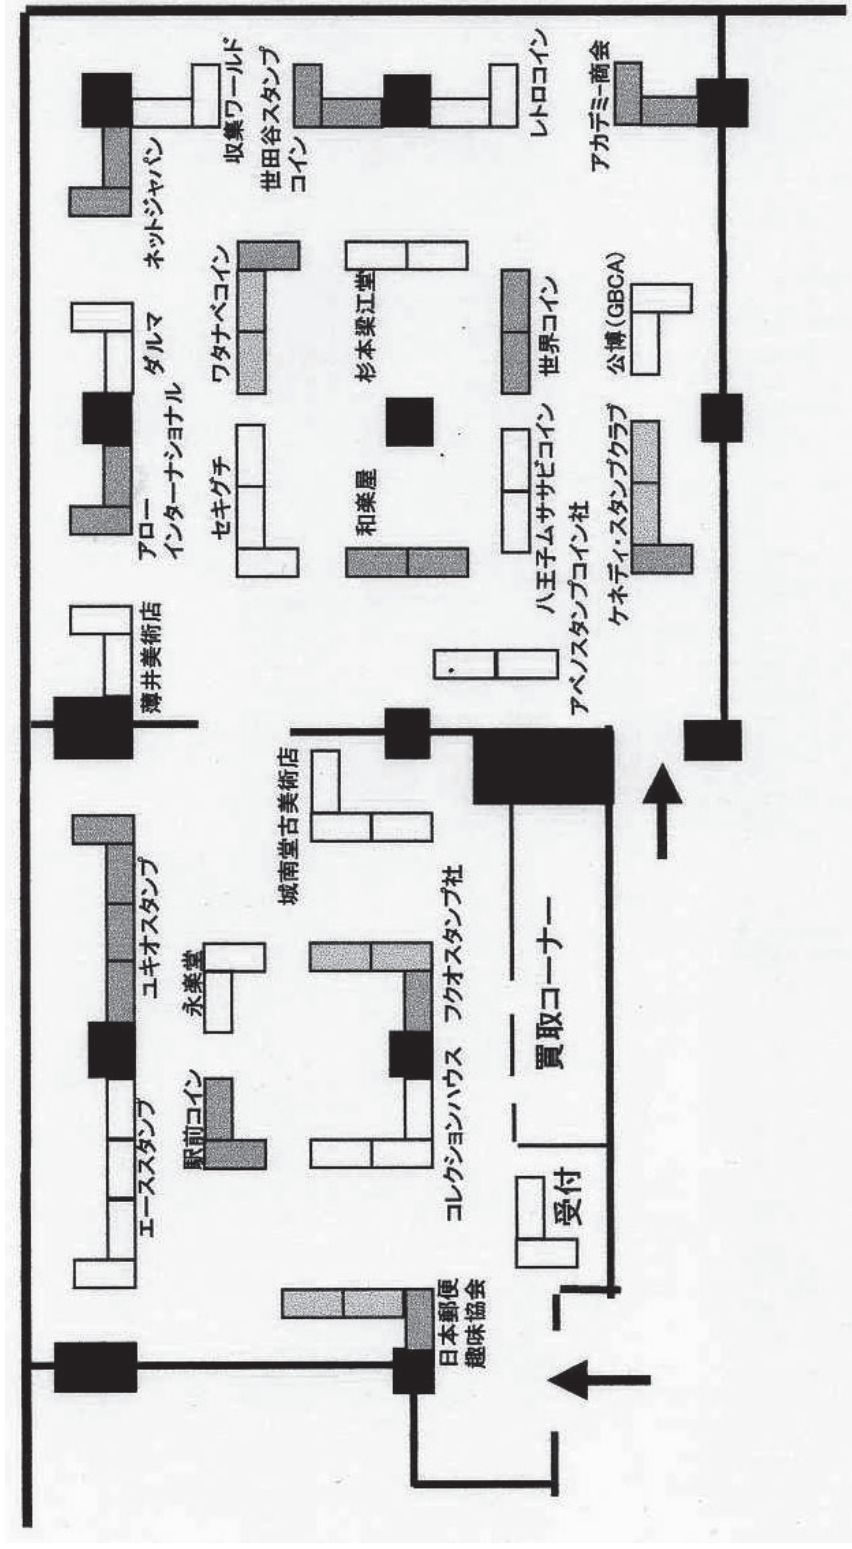 エーススタンプ
ユキオスタンプ
薄井美術店
アロー
インターナショナル
ダルマ
ネットジャパン
駅前コイン
永楽堂
セキグチ
ワタナベコイン
収集ワールド
世田谷スタンプ
コイン
城南堂古美術店
和楽屋
杉本梁江堂
日本郵便
趣味協会
コレクションハウス
フクオスタンプ社
八王子ムササビコイン
アベノスタンプコイン社
世界コイン
レトロコイン
受付
買取コーナー
ケネディ・スタンプクラブ
公博(GBCA)
アカデミー商会